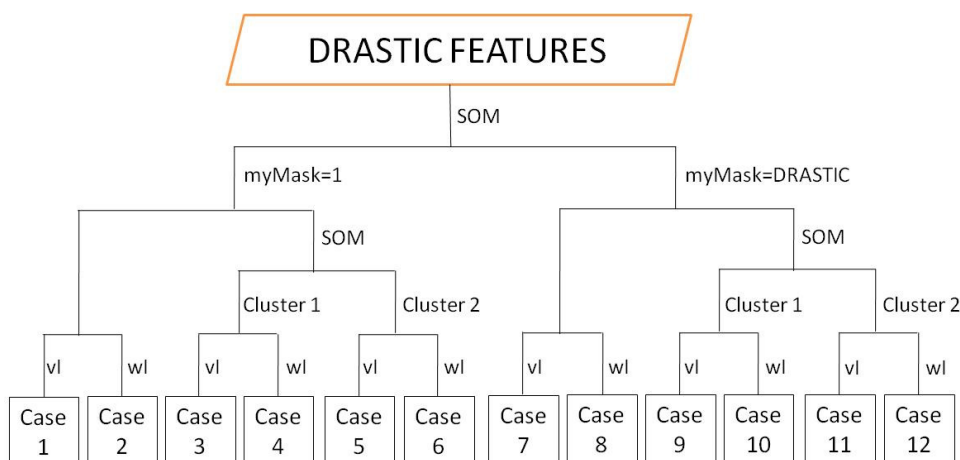 DRASTIC FEATURES
SOM
myMask=1
myMask=DRASTIC
SOM
SOM
Cluster 1
Cluster 2
Cluster 1
Cluster 2
vl
wl
vl
wl
vl
wl
vl
wl
vl
wl
vl
wl
Case
1
Case
2
Case
3
Case
4
Case
5
Case
6
Case
7
Case
8
Case
9
Case
10
Case
11
Case
12